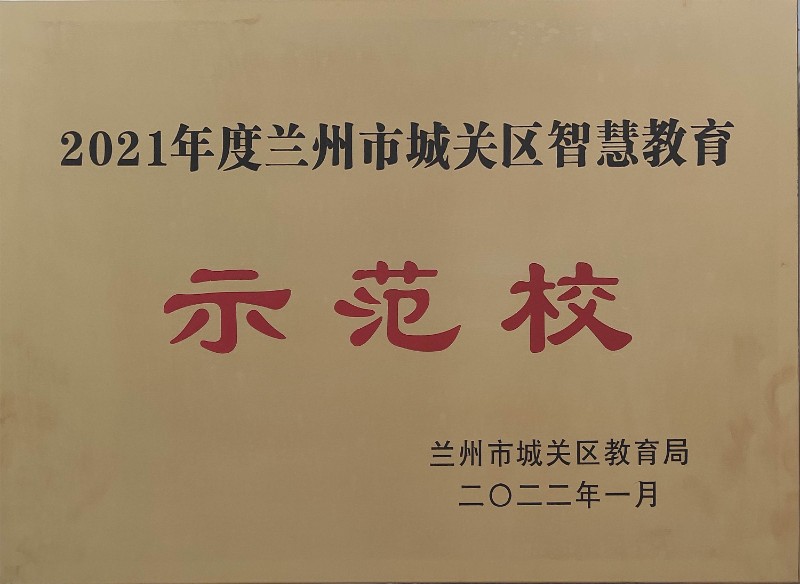 2021年度兰州市城关区智慧教育
示范校
兰州市城关区教育局
二〇二二年一月